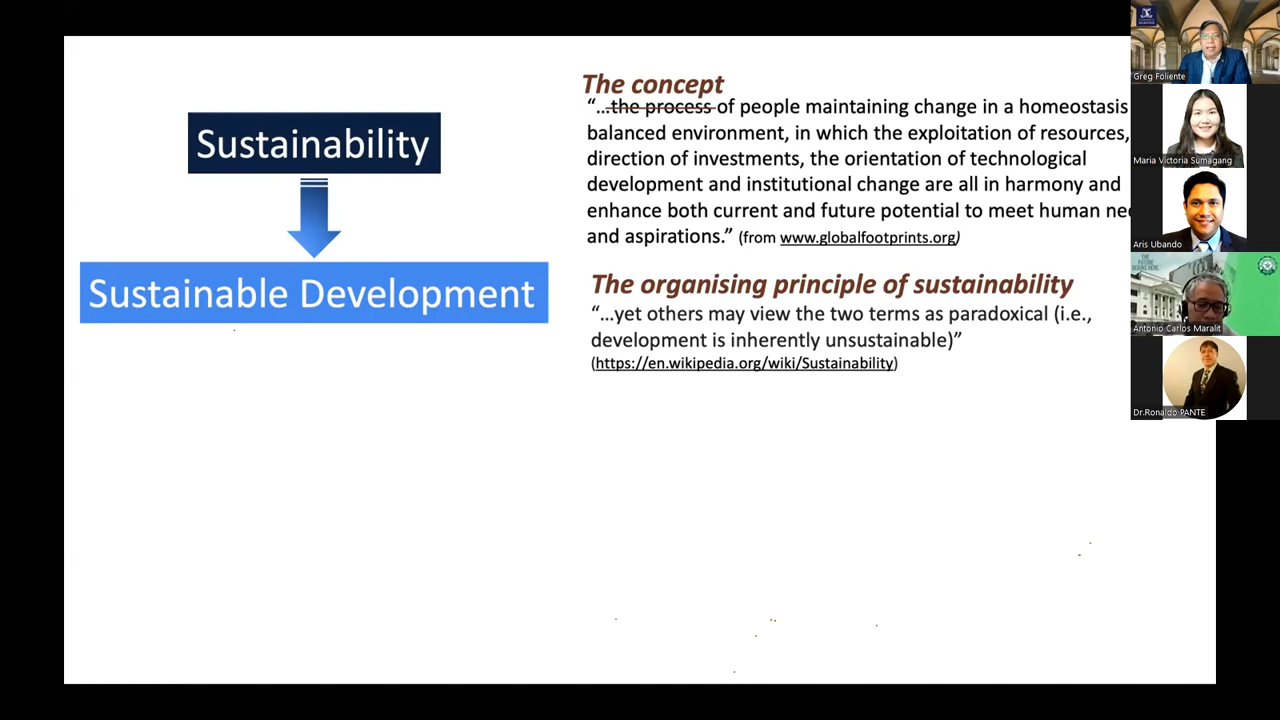 Sustainability
Sustainable Development
The concept
“...the process of people maintaining change in a homeostasis
balanced environment, in which the exploitation of resources,
direction of investments, the orientation of technological
development and institutional change are all in harmony and
enhance both current and future potential to meet human
and aspirations.” (from www.globalfootprints.org)
The organising principle of sustainability
“...yet others may view the two terms as paradoxical (i.e.,
development is inherently unsustainable)”
(https://en.wikipedia.org/wiki/Sustainability)
Greg Foliente
Maria Victoria Sumagang
Aris Ubando
THE FUTURE
BEGINS HERE.
Antonio Carlos Maralit
Dr.Ronaldo PANTE